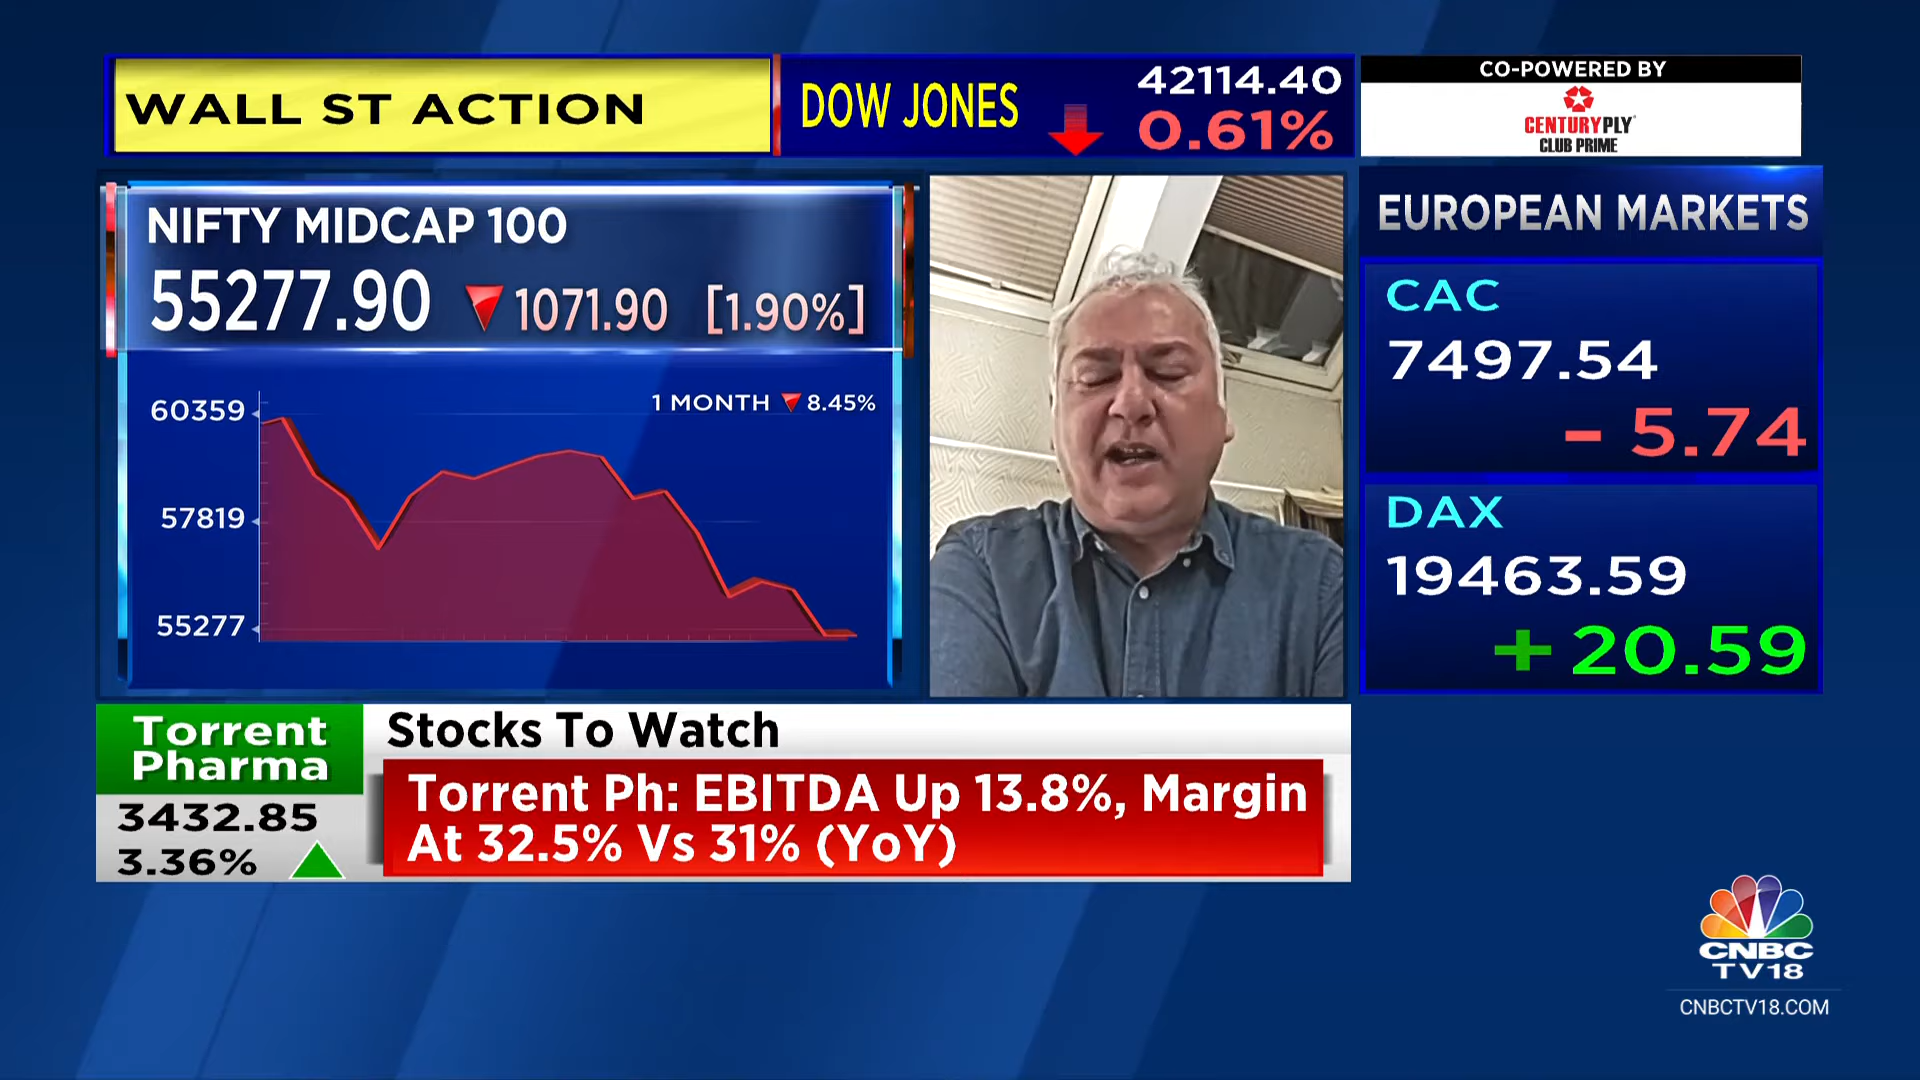 WALL ST ACTION
DOW JONES
42114.40
0.61%
CO-POWERED BY
CENTURYPLY
CLUB PRIME
NIFTY MIDCAP 100
55277.90 1071.90 [1.90%]
1 MONTH 8.45%
60359
57819
55277
EUROPEAN MARKETS
CAC
7497.54
- 5.74
DAX
19463.59
+ 20.59
Torrent
Pharma
3432.85
3.36%
Stocks To Watch
Torrent Ph: EBITDA Up 13.8%, Margin
At 32.5% Vs 31% (YoY)
CNBC
TV18
CNBCTV18.COM